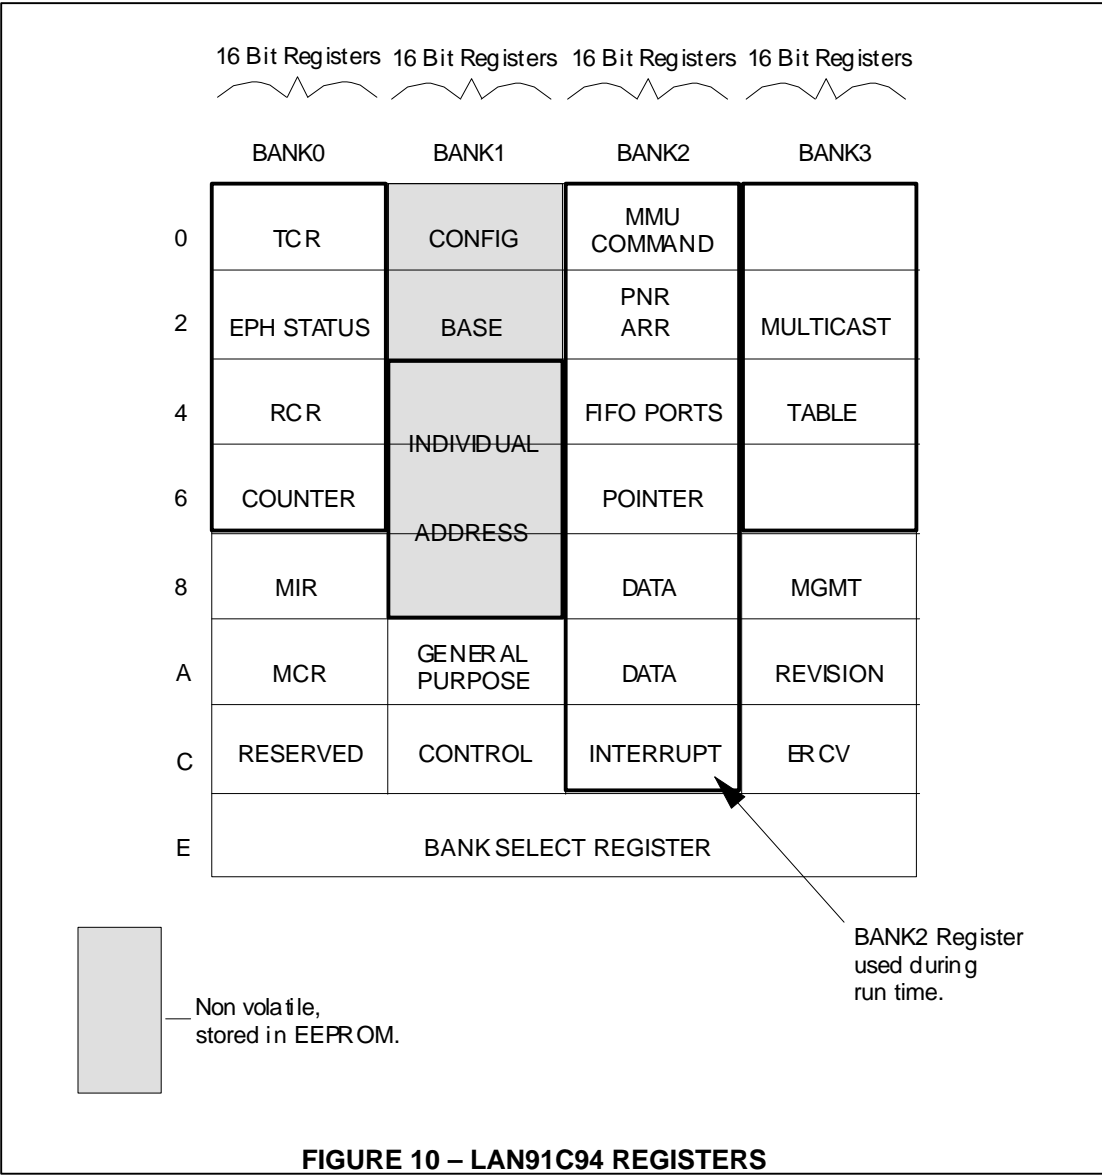 16 Bit Registers 16 Bit Registers 16 Bit Registers 16 Bit Registers
BANK0 BANK1 BANK2 BANK3
0 TCR CONFIG MMU
COMMAND
2 EPH STATUS BASE PNR
ARR MULTICAST
4 RCR FIFO PORTS TABLE
INDIVIDUAL
6 COUNTER POINTER
ADDRESS
8 MIR DATA MGMT
A MCR GENERAL
PURPOSE DATA REVISION
C RESERVED CONTROL INTERRUPT ERCV
E BANK SELECT REGISTER
BANK2 Register
used during
run time.
Non volatile,
stored in EEPROM.
FIGURE 10 – LAN91C94 REGISTERS